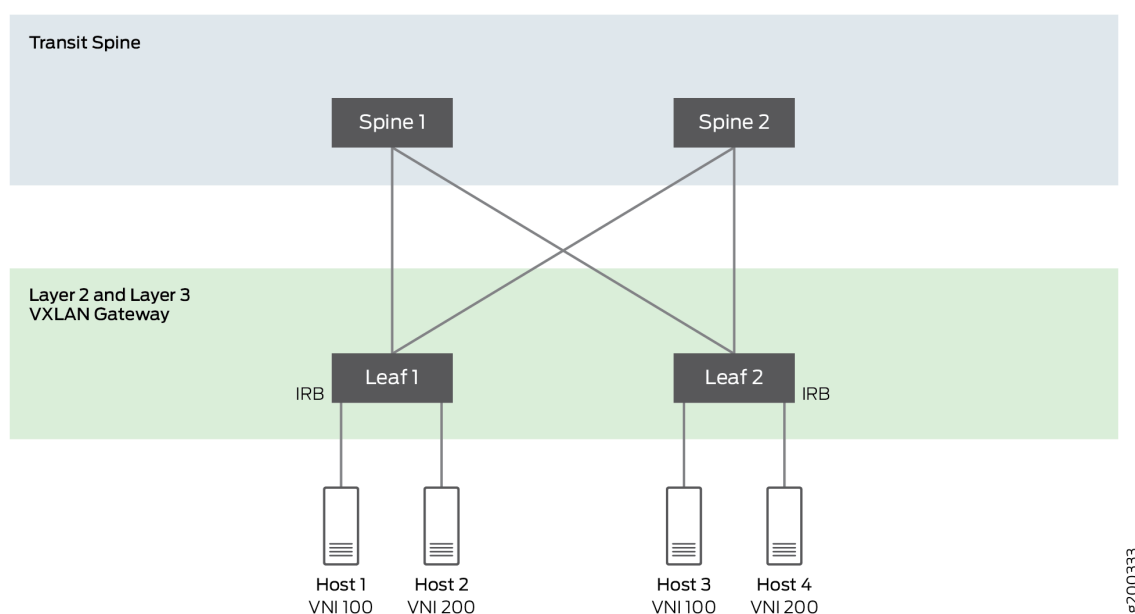 Transit Spine
Spine 1
Spine 2
Layer 2 and Layer 3
VXLAN Gateway
Leaf 1
Leaf 2
IRB
IRB
Host 1
VNI 100
Host 2
VNI 200
Host 3
VNI 100
Host 4
VNI 200
g200333